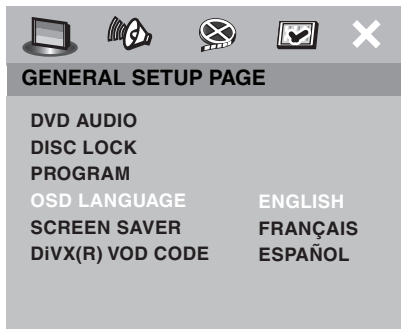 GENERAL SETUP PAGE
DVD AUDIO
DISC LOCK
PROGRAM
OSD LANGUAGE ENGLISH
SCREEN SAVER FRANÇAIS
DiVX(R) VOD CODE ESPAÑOL